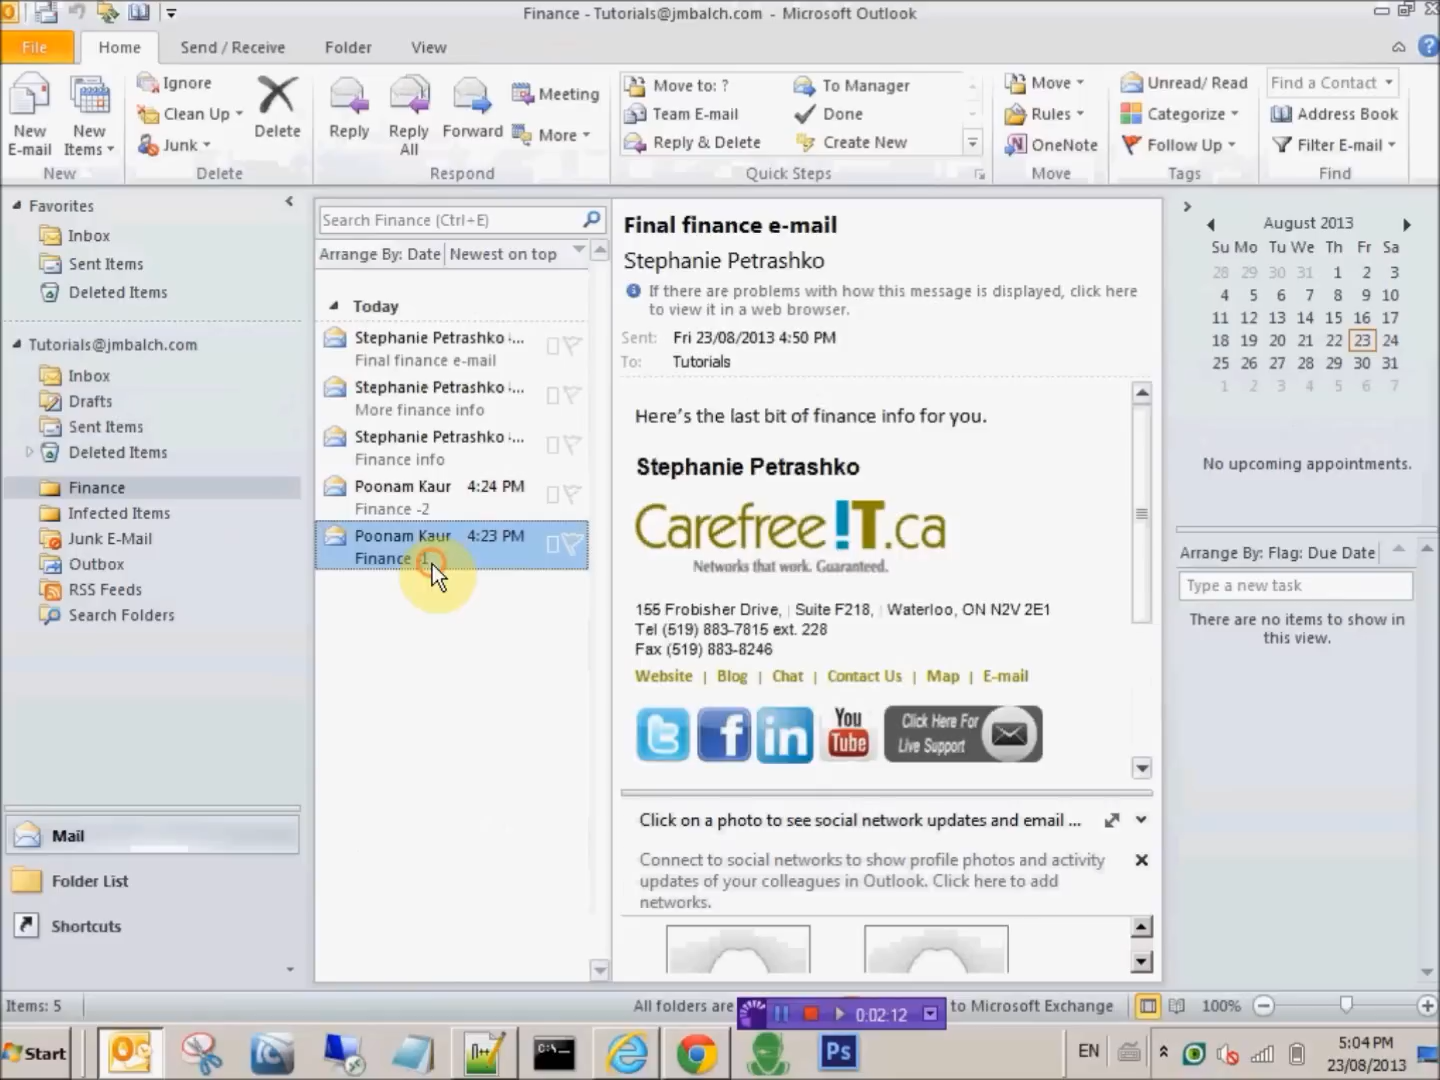 Finance - Tutorials@jmbalch.com - Microsoft Outlook
File Home Send / Receive Folder View
New E-mail
New Items
New
Ignore
Clean Up
Junk
Delete
Delete
Reply
Reply All
Forward
Meeting
More
Respond
Move to: ?
Team E-mail
Reply & Delete
To Manager
Done
Create New
Quick Steps
Move
Rules
OneNote
Move
Unread/ Read
Categorize
Follow Up
Tags
Find a Contact
Address Book
Filter E-mail
Find
Favorites
Inbox
Sent Items
Deleted Items
Tutorials@jmbalch.com
Inbox
Drafts
Sent Items
Deleted Items
Finance
Infected Items
Junk E-Mail
Outbox
RSS Feeds
Search Folders
Mail
Folder List
Shortcuts
Search Finance (Ctrl+E)
Arrange By: Date Newest on top
Today
Stephanie Petrashko ...
Final finance e-mail
Stephanie Petrashko ...
More finance info
Stephanie Petrashko ...
Finance info
Poonam Kaur 4:24 PM
Finance -2
Poonam Kaur 4:23 PM
Finance -1
Final finance e-mail
Stephanie Petrashko
If there are problems with how this message is displayed, click here
to view it in a web browser.
Sent: Fri 23/08/2013 4:50 PM
To: Tutorials
Here's the last bit of finance info for you.
Stephanie Petrashko
Carefree!T.ca
Networks that work. Guaranteed.
155 Frobisher Drive, | Suite F218, | Waterloo, ON N2V 2E1
Tel (519) 883-7815 ext. 228
Fax (519) 883-8246
Website | Blog | Chat | Contact Us | Map | E-mail
You Tube
Click Here For
Live Support
Click on a photo to see social network updates and email ...
Connect to social networks to show profile photos and activity
updates of your colleagues in Outlook. Click here to add
networks.
August 2013
Su Mo Tu We Th Fr Sa
28 29 30 31 1 2 3
4 5 6 7 8 9 10
11 12 13 14 15 16 17
18 19 20 21 22 23 24
25 26 27 28 29 30 31
1 2 3 4 5 6 7
No upcoming appointments.
Arrange By: Flag: Due Date
Type a new task
There are no items to show in
this view.
Items: 5
All folders are
0:02:12
to Microsoft Exchange
100%
Start
N++
C:\-
Ps
EN
5:04 PM
23/08/2013